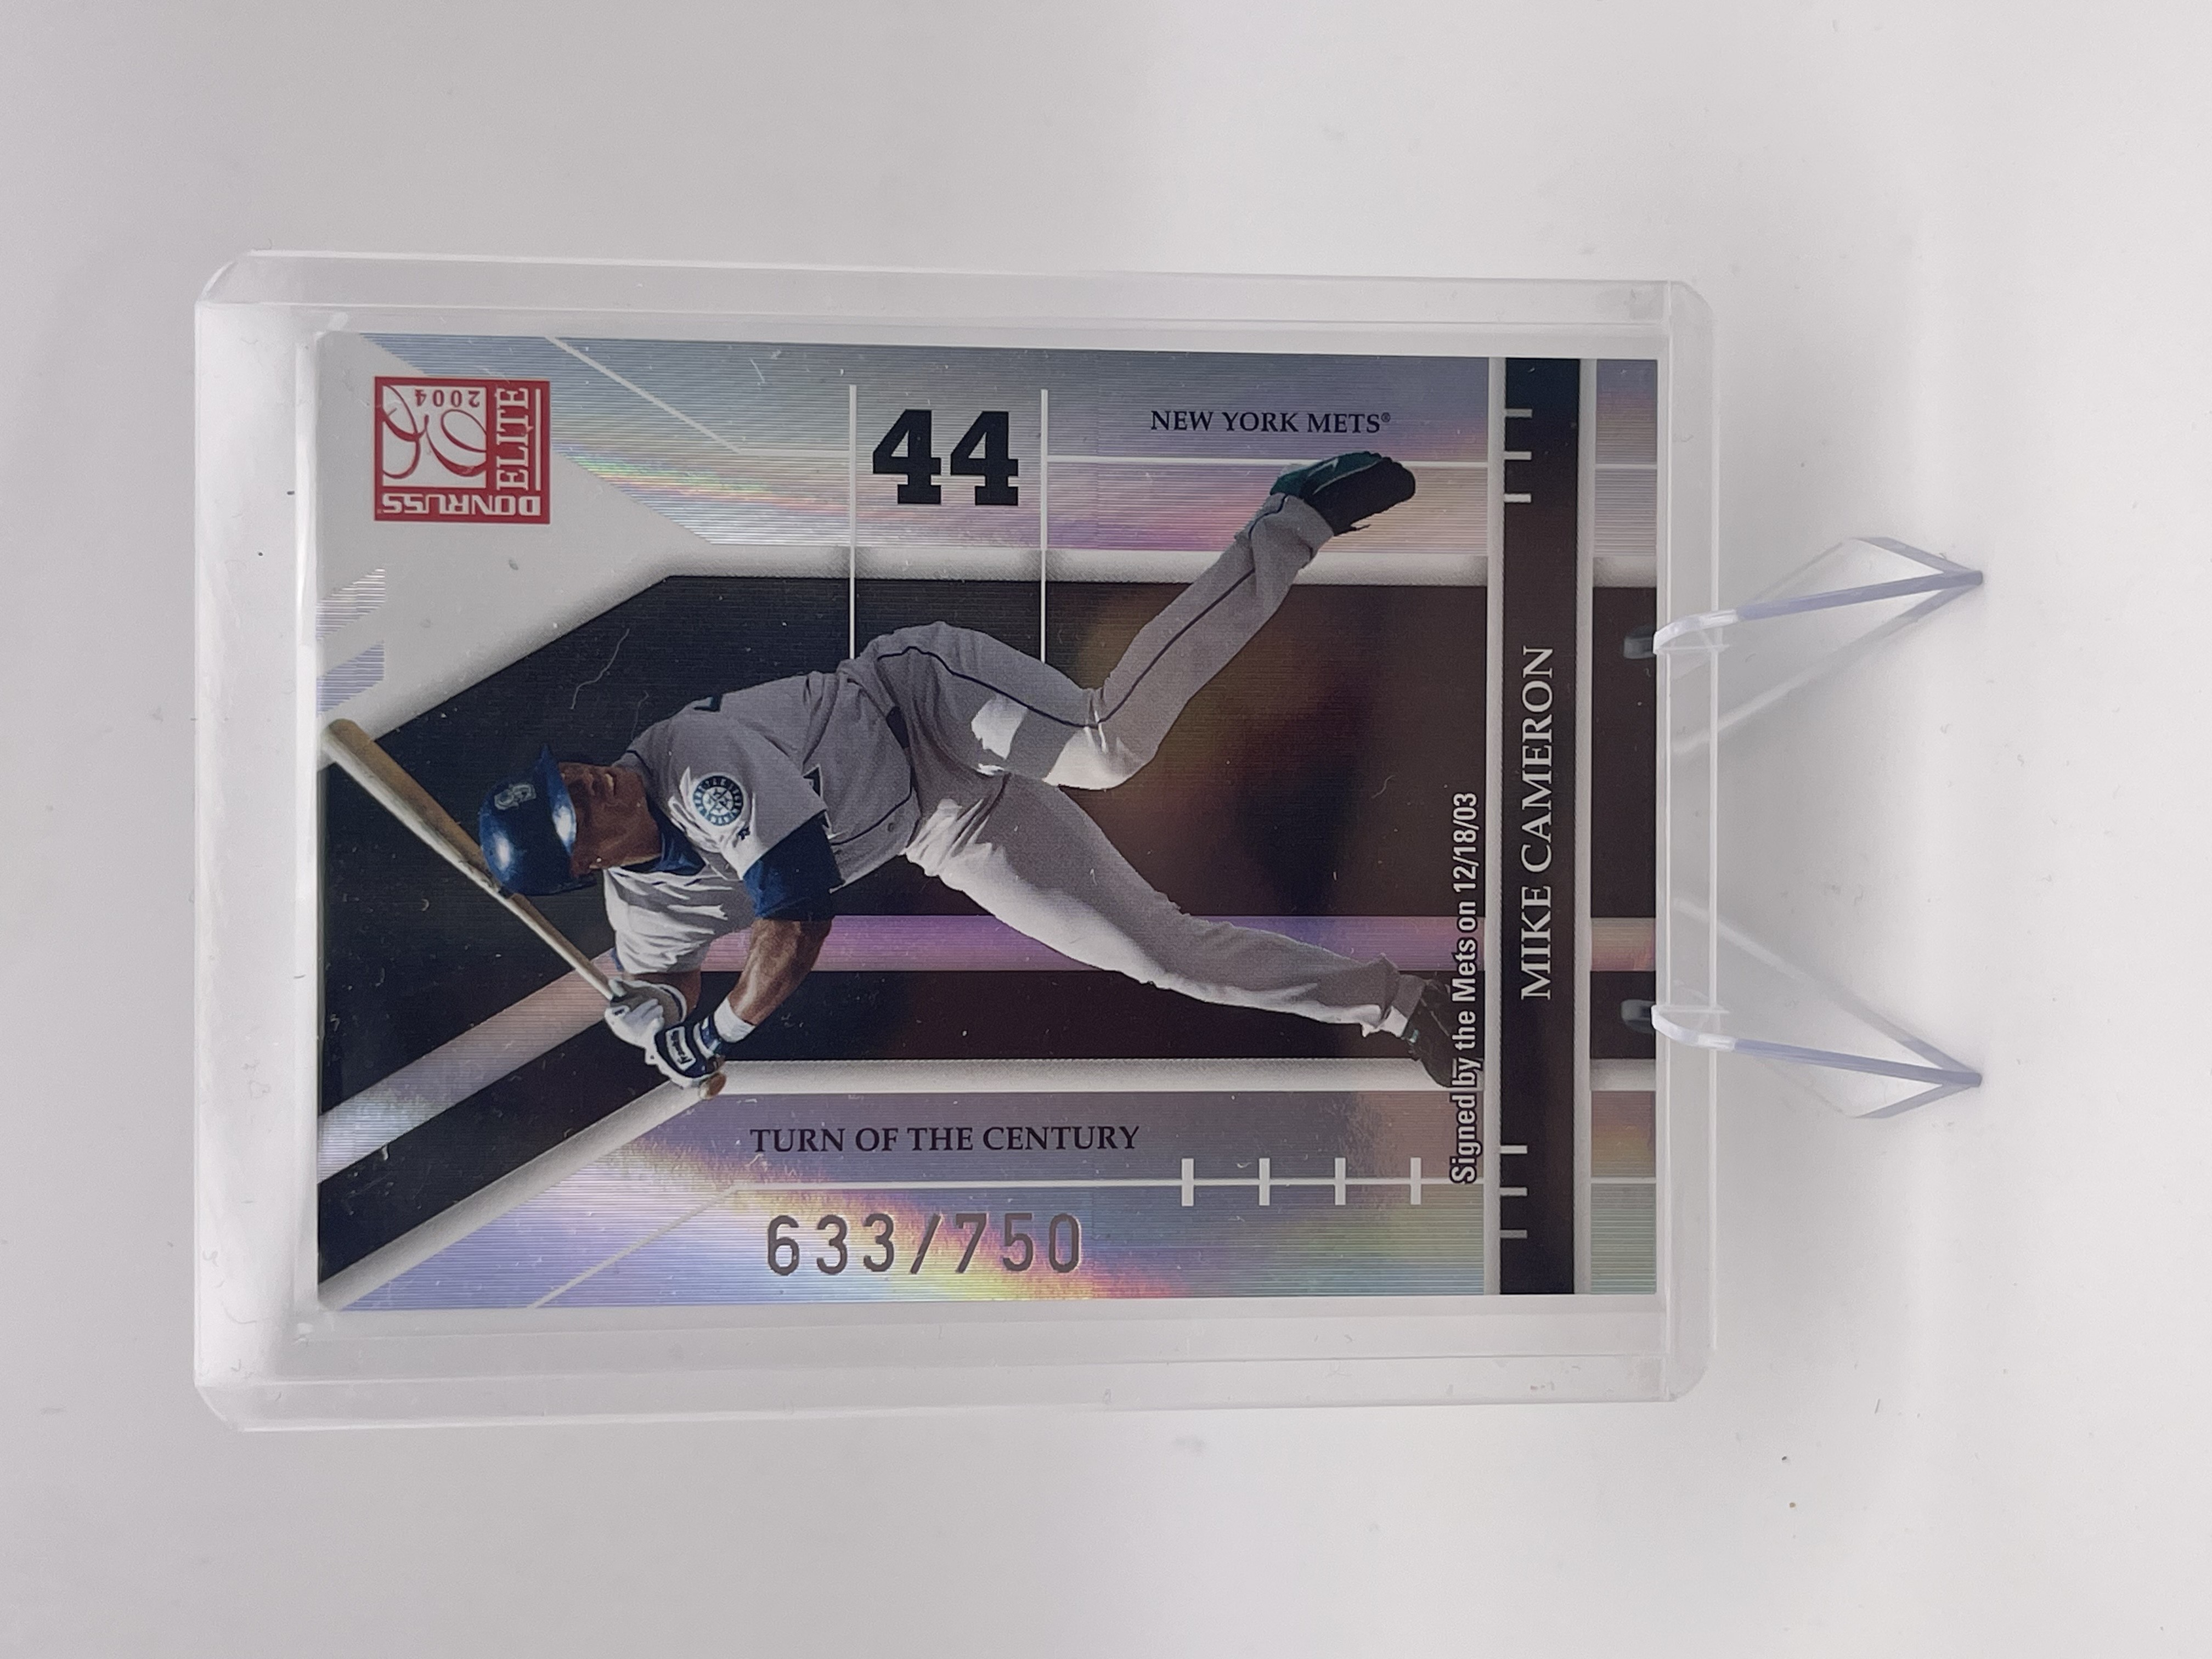 DONRUSS
ELITE
2004
Franklin
44
TURN OF THE CENTURY
633/750
NEW YORK METS®
Signed by the Mets on 12/18/03
MIKE CAMERON